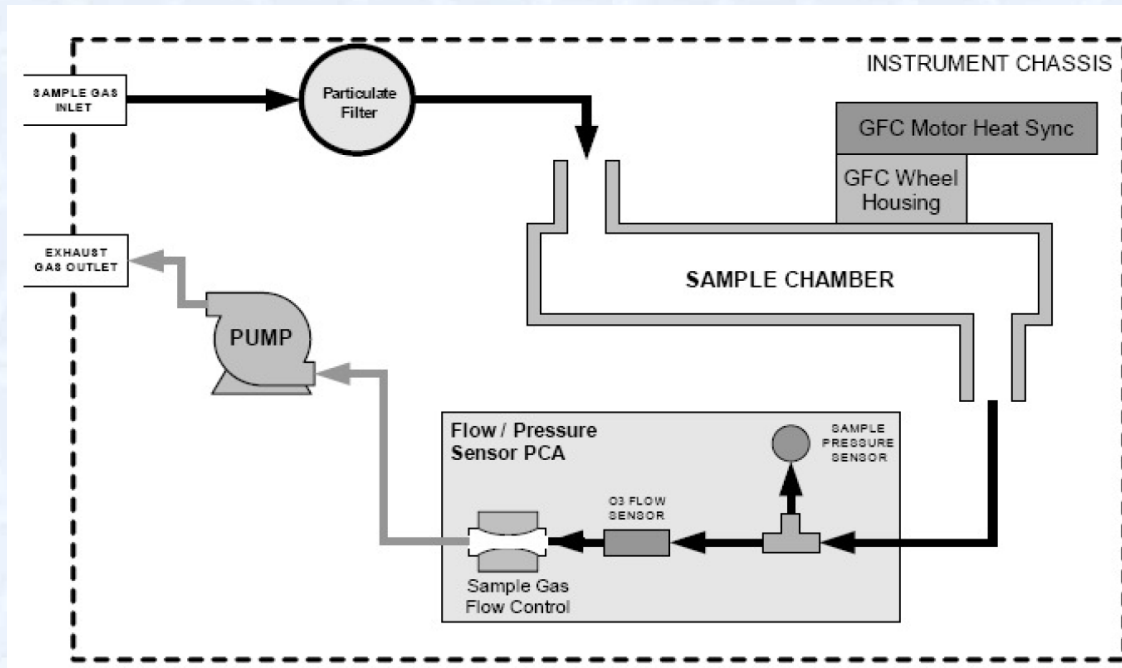 INSTRUMENT CHASSIS
SAMPLE GAS
INLET
Particulate
Filter
GFC Motor Heat Sync
GFC Wheel
Housing
EXHAUST
GAS OUTLET
SAMPLE CHAMBER
PUMP
Flow / Pressure
Sensor PCA
SAMPLE
PRESSURE
SENSOR
O3 FLOW
SENSOR
Sample Gas
Flow Control